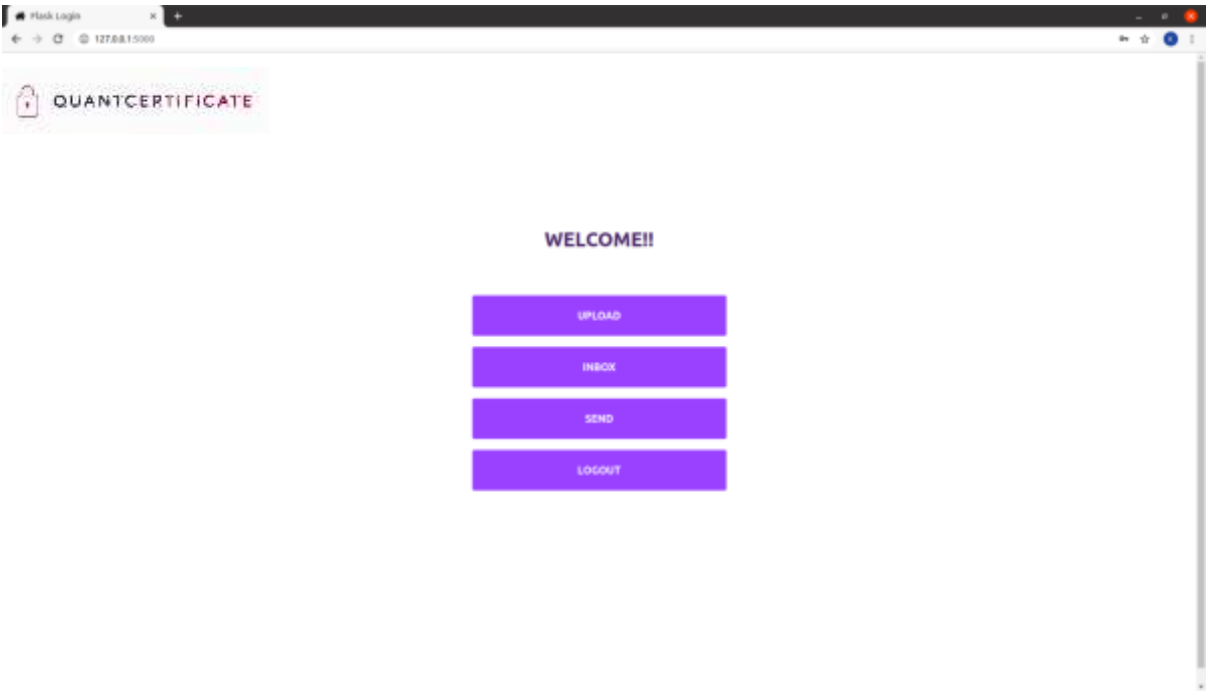 Flask Login
127.0.0.1:5000
QUANTCERTIFICATE
WELCOME!!
UPLOAD
INBOX
SEND
LOGOUT